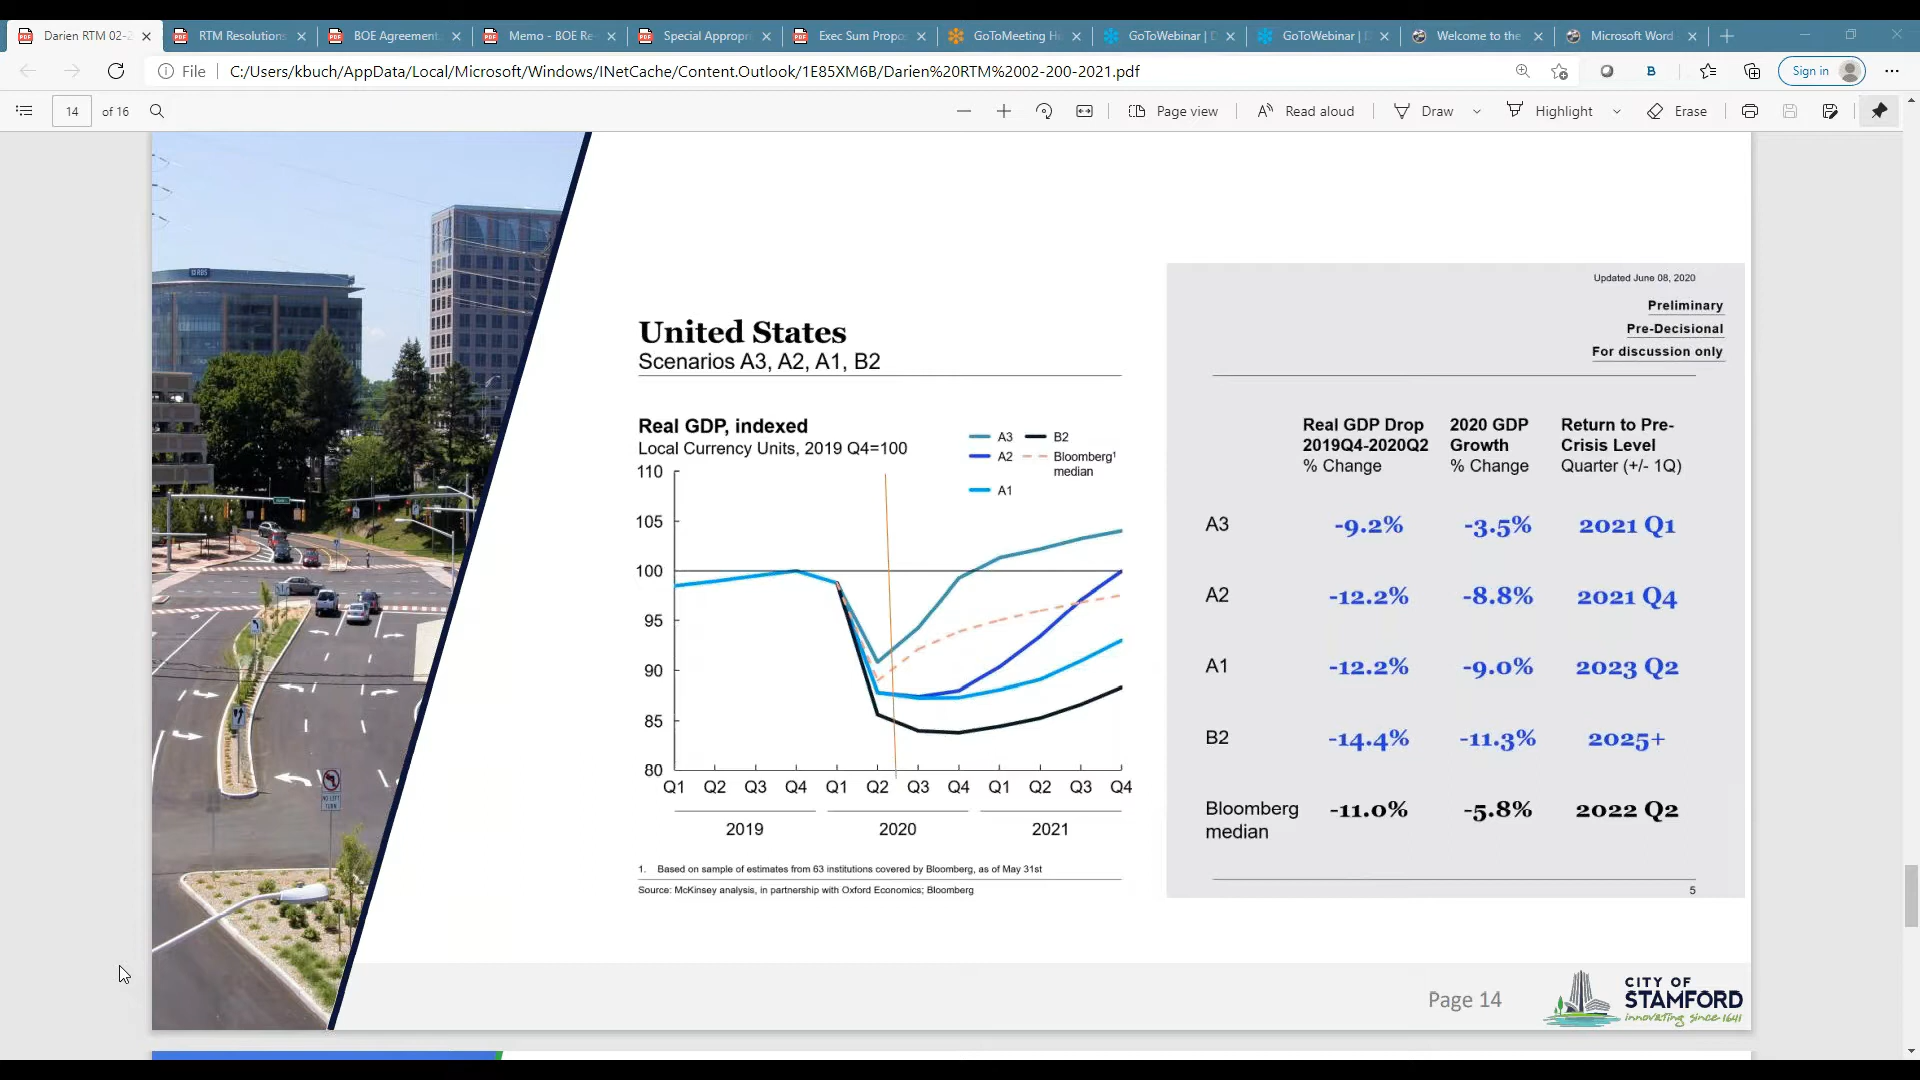 Darien RTM 02-2
RTM Resolutions
BOE Agreement
Memo - BOE Re
Special Appropri
Exec Sum Propo
GoToMeeting H
GoToWebinar | D
GoToWebinar |
Welcome to the
Microsoft Word
File
C:/Users/kbuch/AppData/Local/Microsoft/Windows/INetCache/Content.Outlook/1E85XM6B/Darien%20RTM%2002-200-2021.pdf
B
Sign in
14 of 16
Page view
Read aloud
Draw
Highlight
Erase
RBS
NO LEFT
TURN
United States
Scenarios A3, A2, A1, B2
Real GDP, indexed
Local Currency Units, 2019 Q4=100
A3
B2
A2
Bloomberg¹
median
A1
110
105
100
95
90
85
80
Q1 Q2 Q3 Q4 Q1 Q2 Q3 Q4 Q1 Q2 Q3 Q4
2019 2020 2021
1. Based on sample of estimates from 63 institutions covered by Bloomberg, as of May 31st
Source: McKinsey analysis, in partnership with Oxford Economics; Bloomberg
Updated June 08, 2020
Preliminary
Pre-Decisional
For discussion only
Real GDP Drop 2020 GDP Return to Pre-
2019Q4-2020Q2 Growth Crisis Level
% Change % Change Quarter (+/- 1Q)
A3 -9.2% -3.5% 2021 Q1
A2 -12.2% -8.8% 2021 Q4
A1 -12.2% -9.0% 2023 Q2
B2 -14.4% -11.3% 2025+
Bloomberg -11.0% -5.8% 2022 Q2
median
5
Page 14
CITY OF
STAMFORD
innovating since 1641